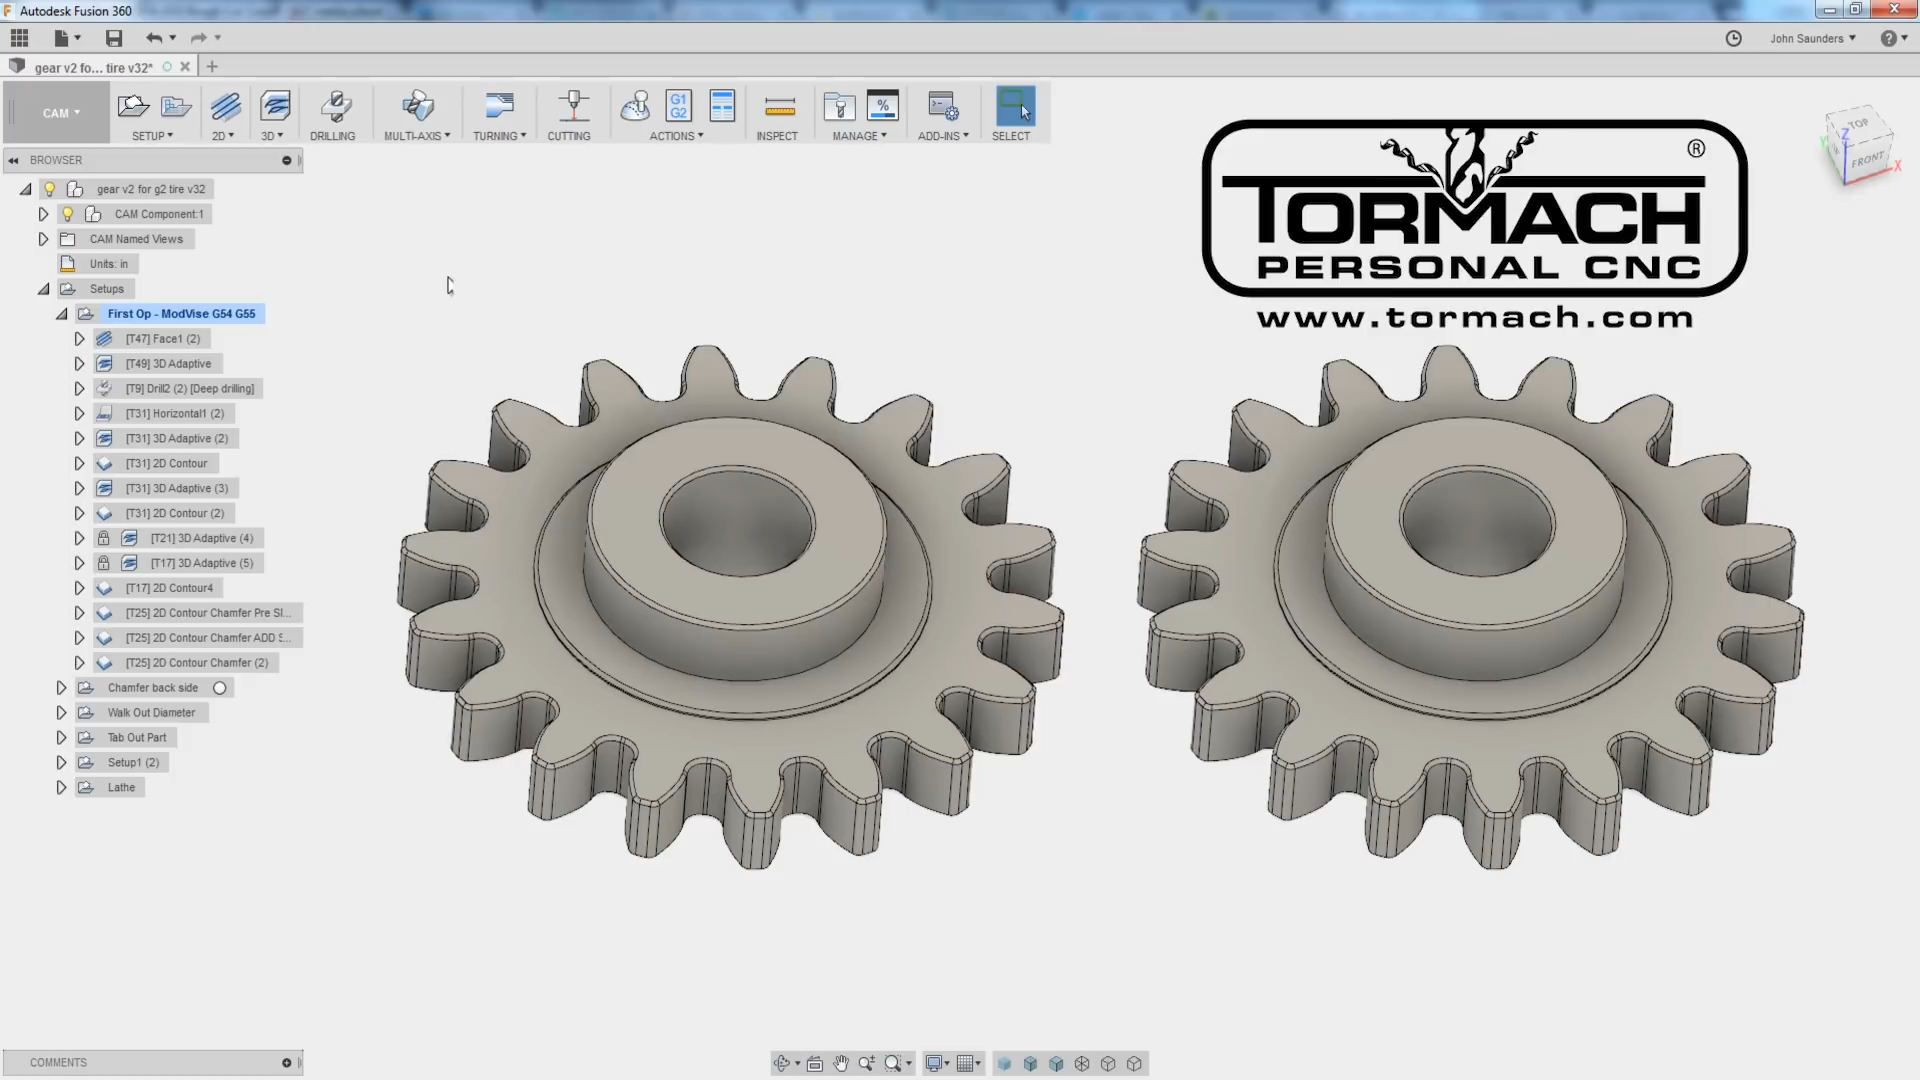 Autodesk Fusion 360
John Saunders
gear v2 fo... tire v32*
CAM
SETUP
2D
3D
DRILLING
MULTI-AXIS
TURNING
CUTTING
G1
G2
ACTIONS
INSPECT
%
MANAGE
ADD-INS
SELECT
BROWSER
gear v2 for g2 tire v32
CAM Component:1
CAM Named Views
Units: in
Setups
First Op - ModVise G54 G55
[T47] Face1 (2)
[T49] 3D Adaptive
[T9] Drill2 (2) [Deep drilling]
[T31] Horizontal1 (2)
[T31] 3D Adaptive (2)
[T31] 2D Contour
[T31] 3D Adaptive (3)
[T31] 2D Contour (2)
[T21] 3D Adaptive (4)
[T17] 3D Adaptive (5)
[T17] 2D Contour4
[T25] 2D Contour Chamfer Pre Sl...
[T25] 2D Contour Chamfer ADD S...
[T25] 2D Contour Chamfer (2)
Chamfer back side
Walk Out Diameter
Tab Out Part
Setup1 (2)
Lathe
TORMACH ®
PERSONAL CNC
www.tormach.com
TOP
Z
Y
FRONT
X
COMMENTS